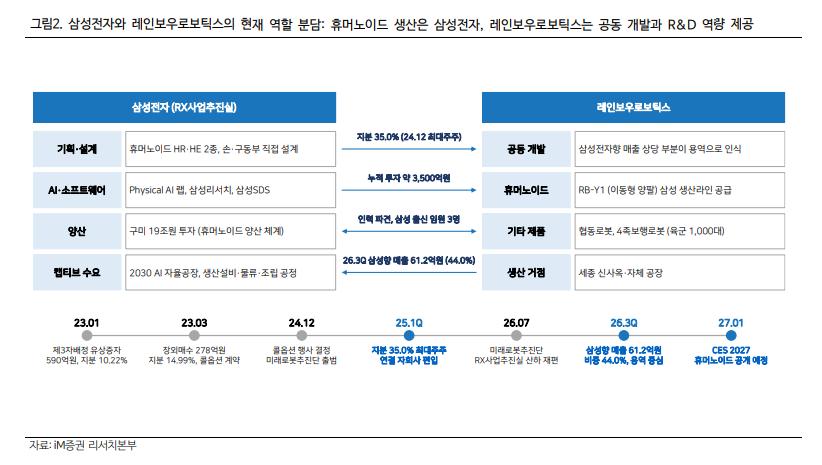 그림2. 삼성전자와 레인보우로보틱스의 현재 역할 분담: 휴머노이드 생산은 삼성전자, 레인보우로보틱스는 공동 개발과 R&D 역량 제공
삼성전자 (RX사업추진실)
레인보우로보틱스
기획·설계
휴머노이드 HR·HE 2종, 손·구동부 직접 설계
지분 35.0% (24.12 최대주주)
공동 개발
삼성전자향 매출 상당 부분이 용역으로 인식
AI·소프트웨어
Physical AI 랩, 삼성리서치, 삼성SDS
누적 투자 약 3,500억원
휴머노이드
RB-Y1 (이동형 양팔) 삼성 생산라인 공급
양산
구미 19조원 투자 (휴머노이드 양산 체계)
인력 파견, 삼성 출신 임원 3명
기타 제품
협동로봇, 4족보행로봇 (육군 1,000대)
캡티브 수요
2030 AI 자율공장, 생산설비·물류·조립 공정
26.3Q 삼성향 매출 61.2억원 (44.0%)
생산 거점
세종 신사옥·자체 공장
23.01
제3자배정 유상증자
590억원, 지분 10.22%
23.03
장외매수 278억원
지분 14.99%, 콜옵션 계약
24.12
콜옵션 행사 결정
미래로봇추진단 출범
25.1Q
지분 35.0% 최대주주
연결 자회사 편입
26.07
미래로봇추진단
RX사업추진실 산하 재편
26.3Q
삼성향 매출 61.2억원
비중 44.0%, 용역 중심
27.01
CES 2027
휴머노이드 공개 예정
자료: iM증권 리서치본부